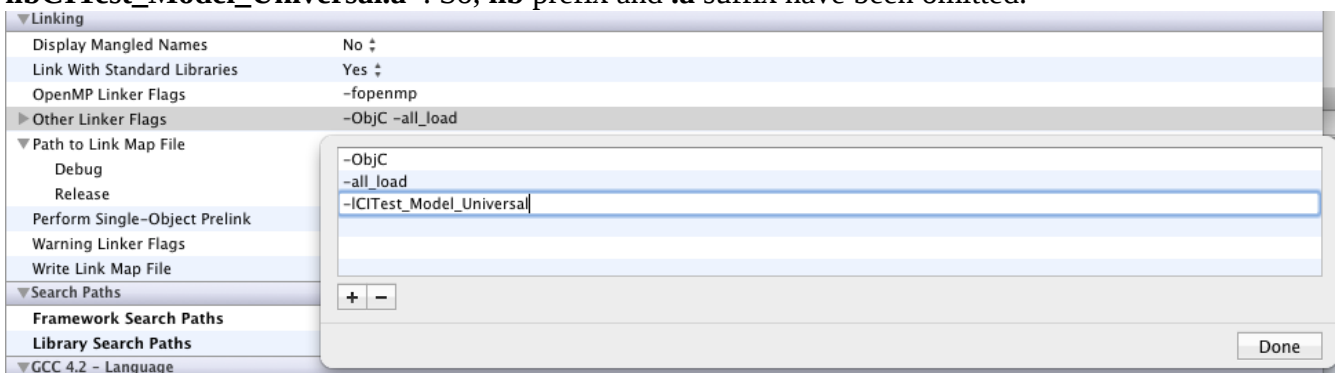 libCITest_Model_Universal.a". So, lib prefix and .a suffix have been omitted.
Linking
Display Mangled Names No
Link With Standard Libraries Yes
OpenMP Linker Flags -fopenmp
Other Linker Flags -ObjC -all_load
Path to Link Map File
Debug
Release
Perform Single-Object Prelink
Warning Linker Flags
Write Link Map File
Search Paths
Framework Search Paths
Library Search Paths
GCC 4.2 - Language
-ObjC
-all_load
-lCITest_Model_Universal
+ -
Done